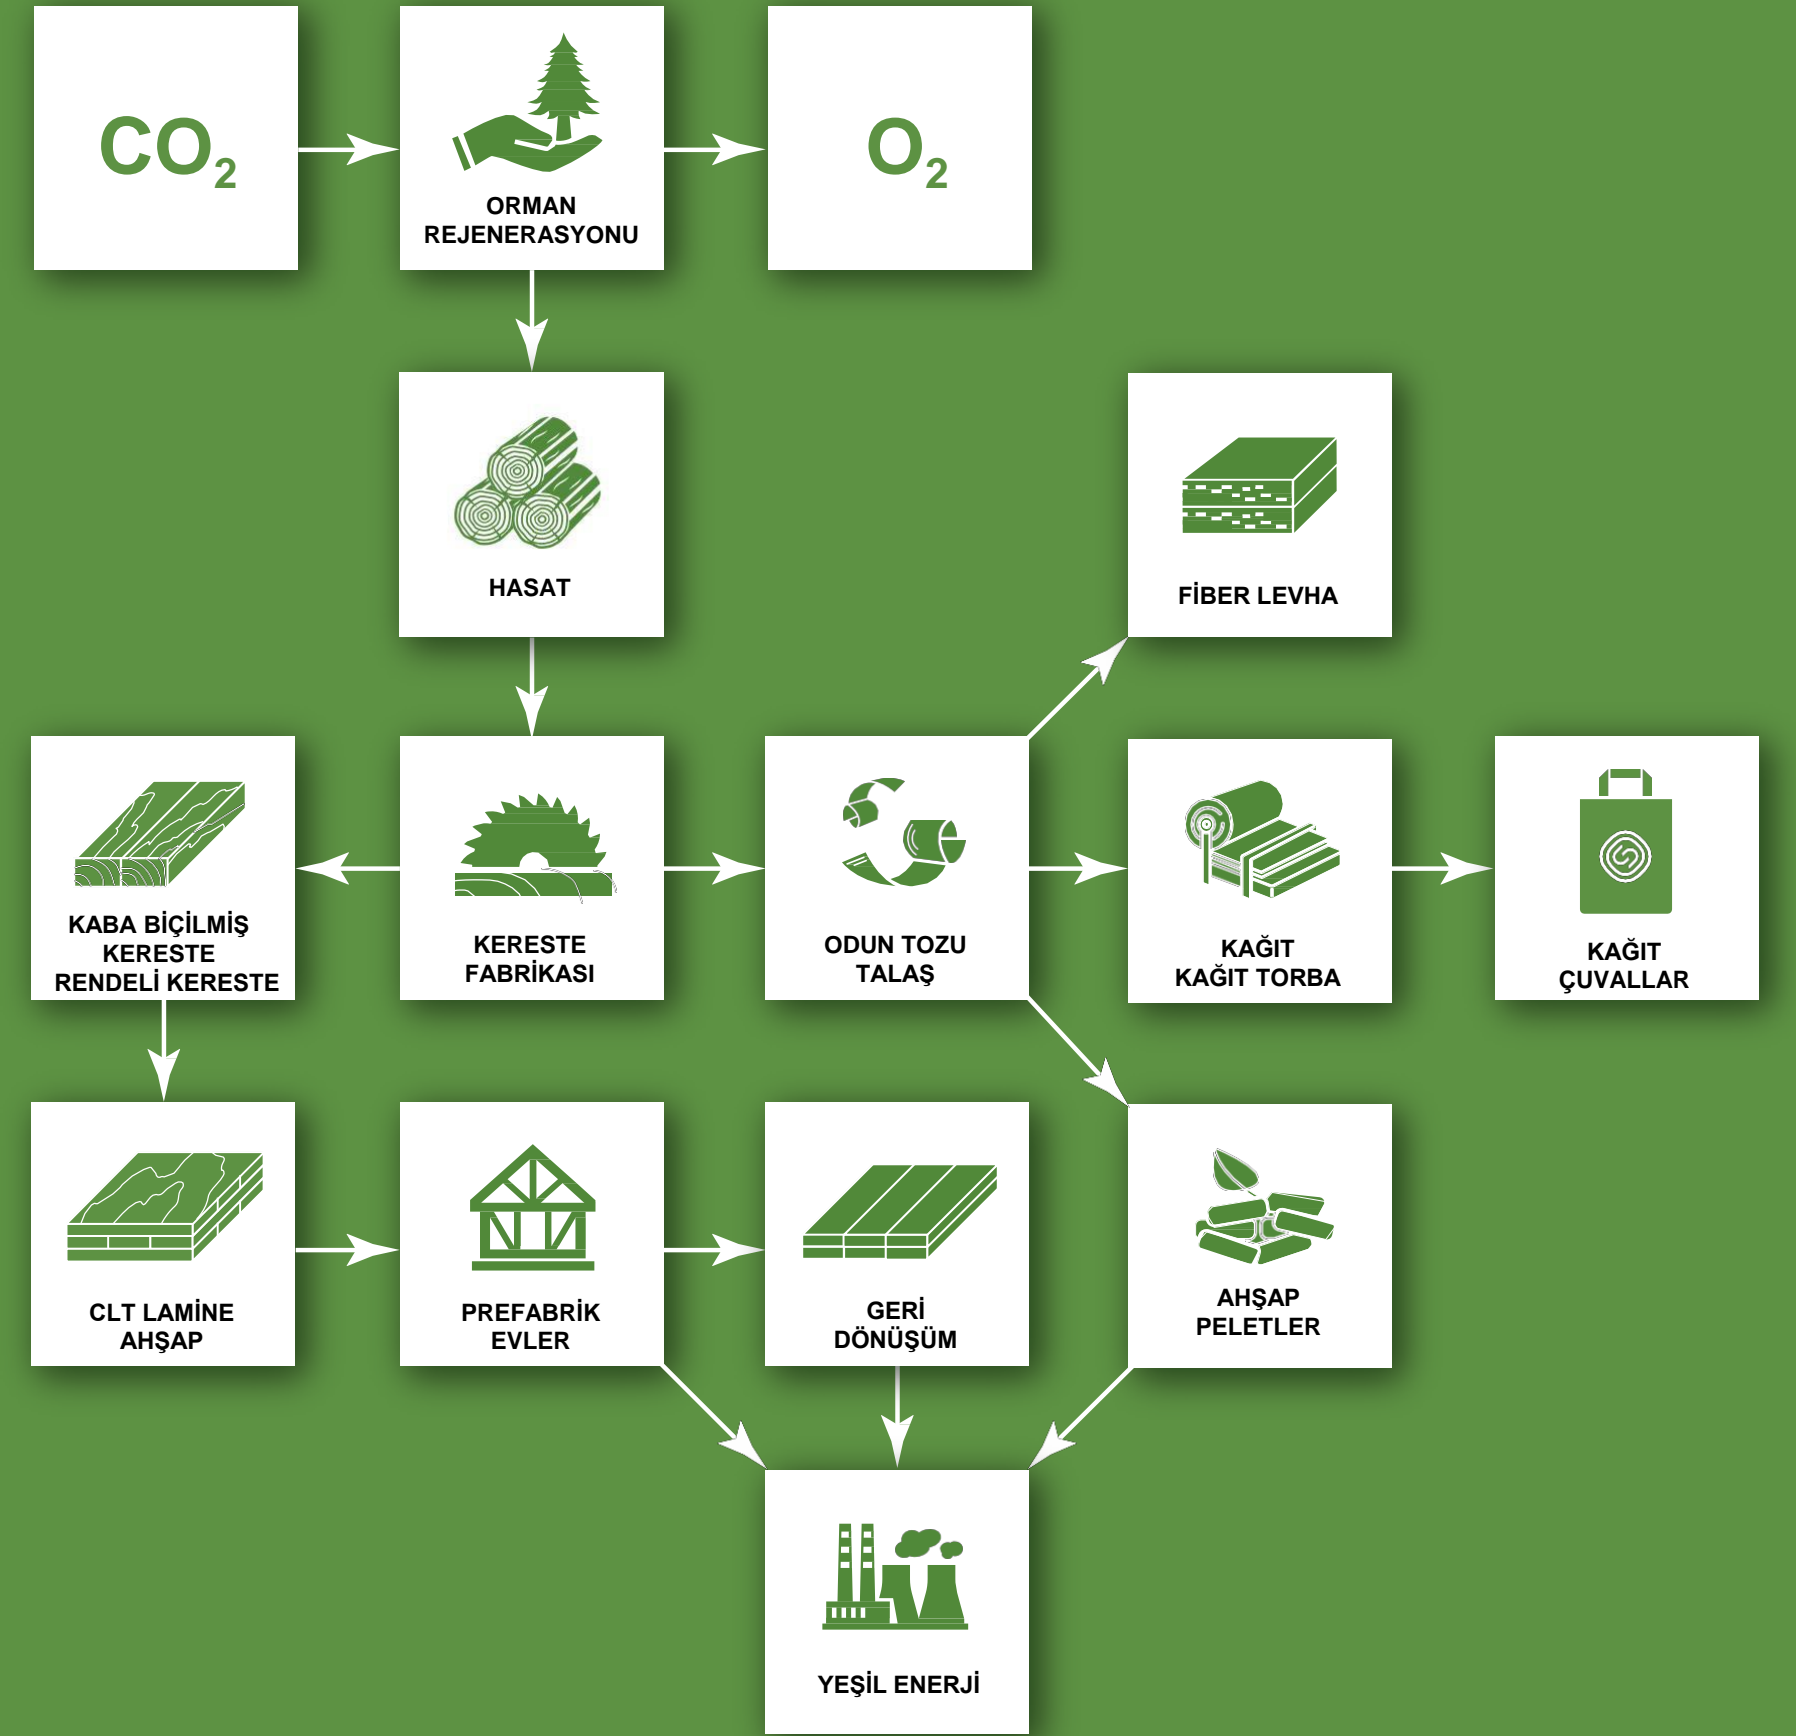 CO₂
ORMAN
REJENERASYONU
O₂
HASAT
FİBER LEVHA
KABA BİÇİLMİŞ
KERESTE
RENDELİ KERESTE
KERESTE
FABRİKASI
ODUN TOZU
TALAŞ
KAĞIT
KAĞIT TORBA
KAĞIT
ÇUVALLAR
CLT LAMİNE
AHŞAP
PREFABRİK
EVLER
GERİ
DÖNÜŞÜM
AHŞAP
PELETLER
YEŞİL ENERJİ